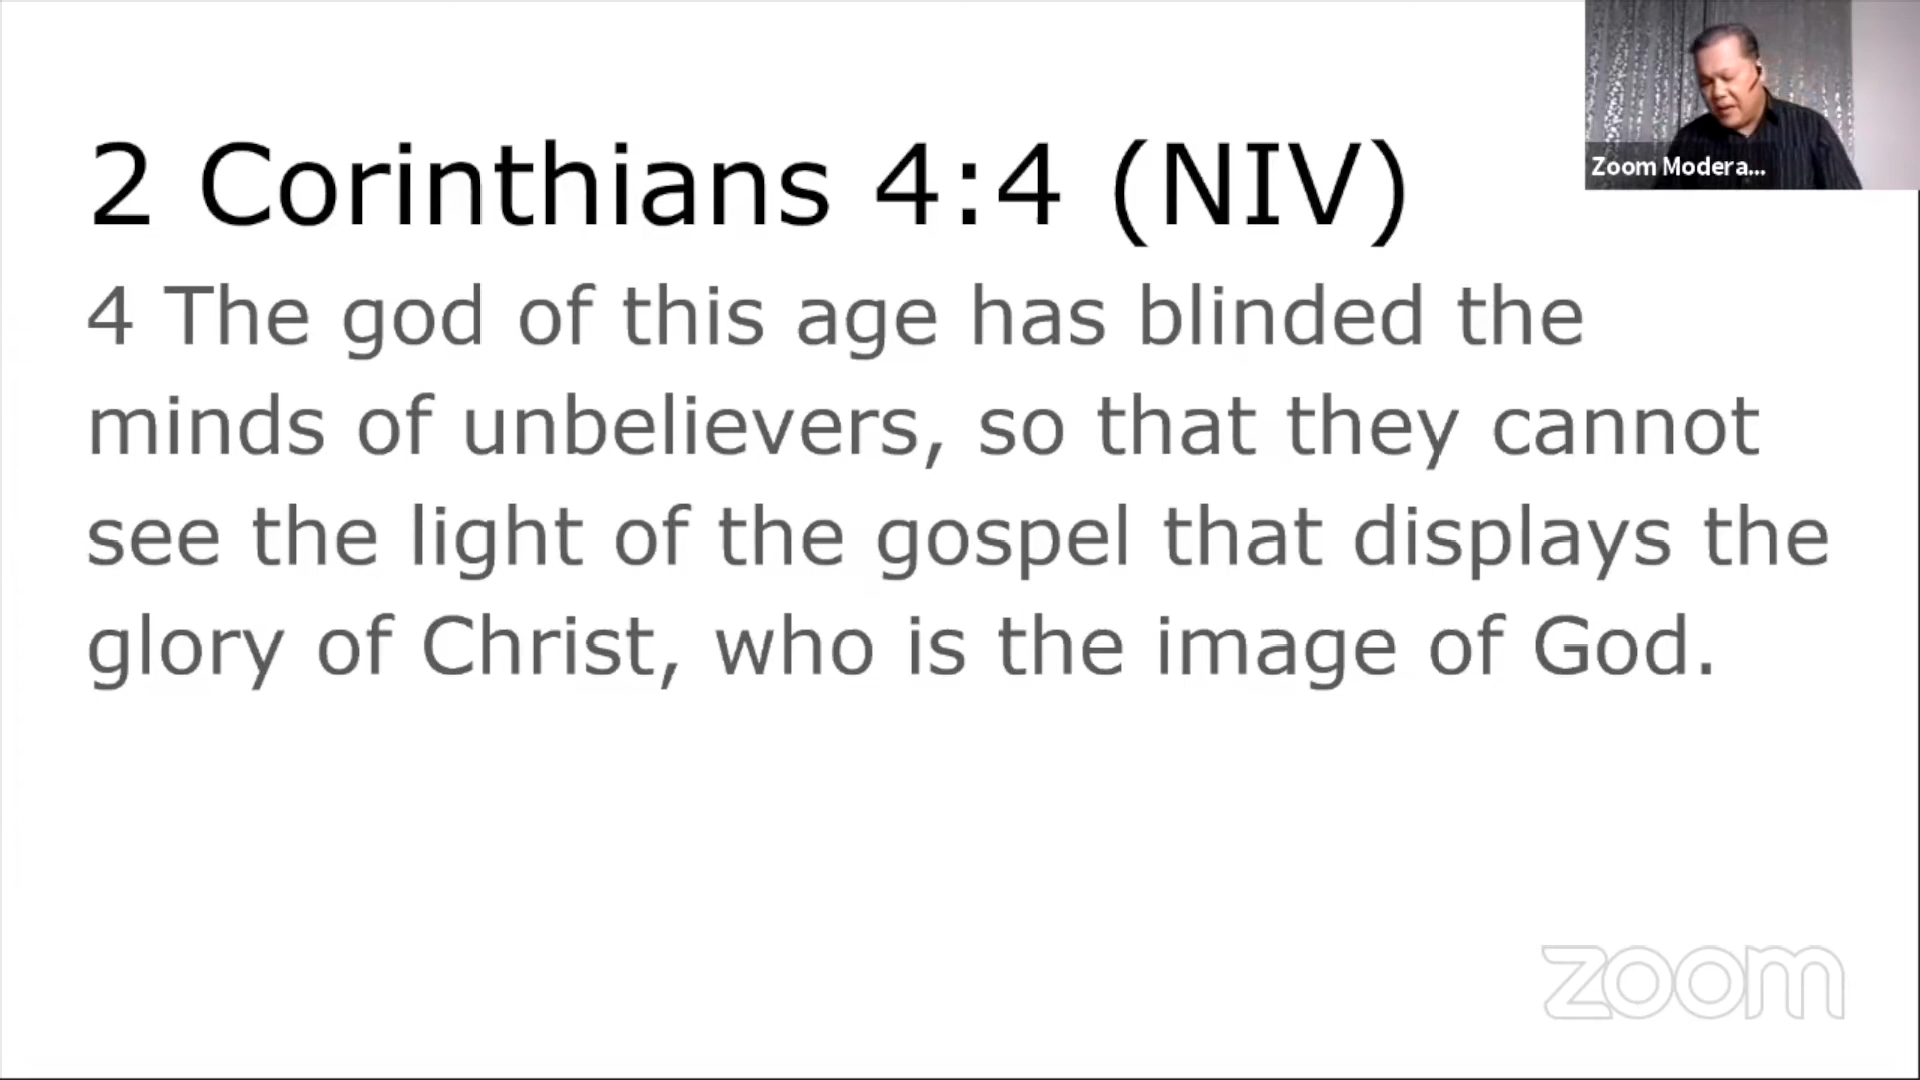 2 Corinthians 4:4 (NIV)
4 The god of this age has blinded the
minds of unbelievers, so that they cannot
see the light of the gospel that displays the
glory of Christ, who is the image of God.
Zoom Modera...
zoom